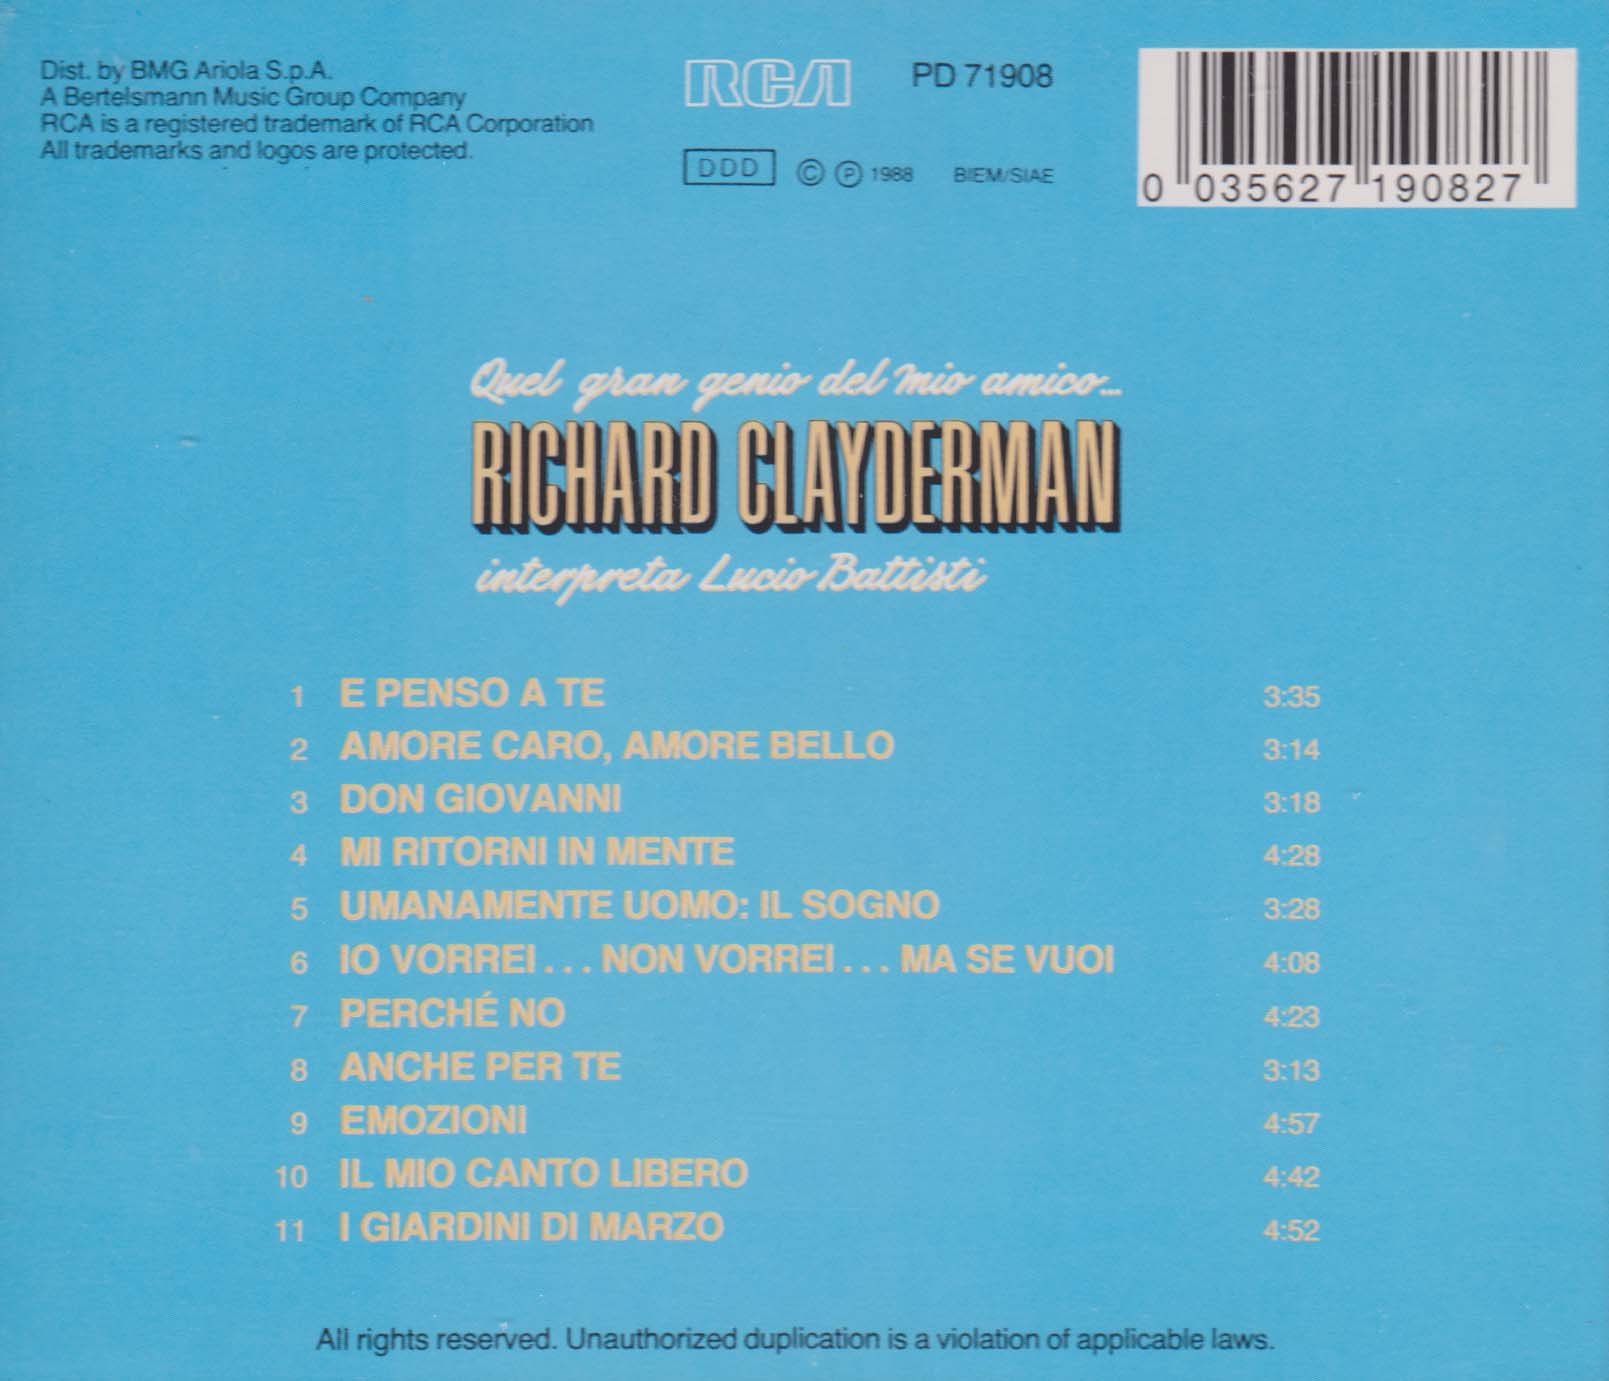 Dist. by BMG Ariola S.p.A.
A Bertelsmann Music Group Company
RCA is a registered trademark of RCA Corporation
All trademarks and logos are protected.
RCA PD 71908
DDD © ℗ 1988 BIEM/SIAE
0 035627 190827
Quel gran genio del mio amico...
RICHARD CLAYDERMAN
interpreta Lucio Battisti
1 E PENSO A TE 3:35
2 AMORE CARO, AMORE BELLO 3:14
3 DON GIOVANNI 3:18
4 MI RITORNI IN MENTE 4:28
5 UMANAMENTE UOMO: IL SOGNO 3:28
6 IO VORREI... NON VORREI... MA SE VUOI 4:08
7 PERCHÉ NO 4:23
8 ANCHE PER TE 3:13
9 EMOZIONI 4:57
10 IL MIO CANTO LIBERO 4:42
11 I GIARDINI DI MARZO 4:52
All rights reserved. Unauthorized duplication is a violation of applicable laws.